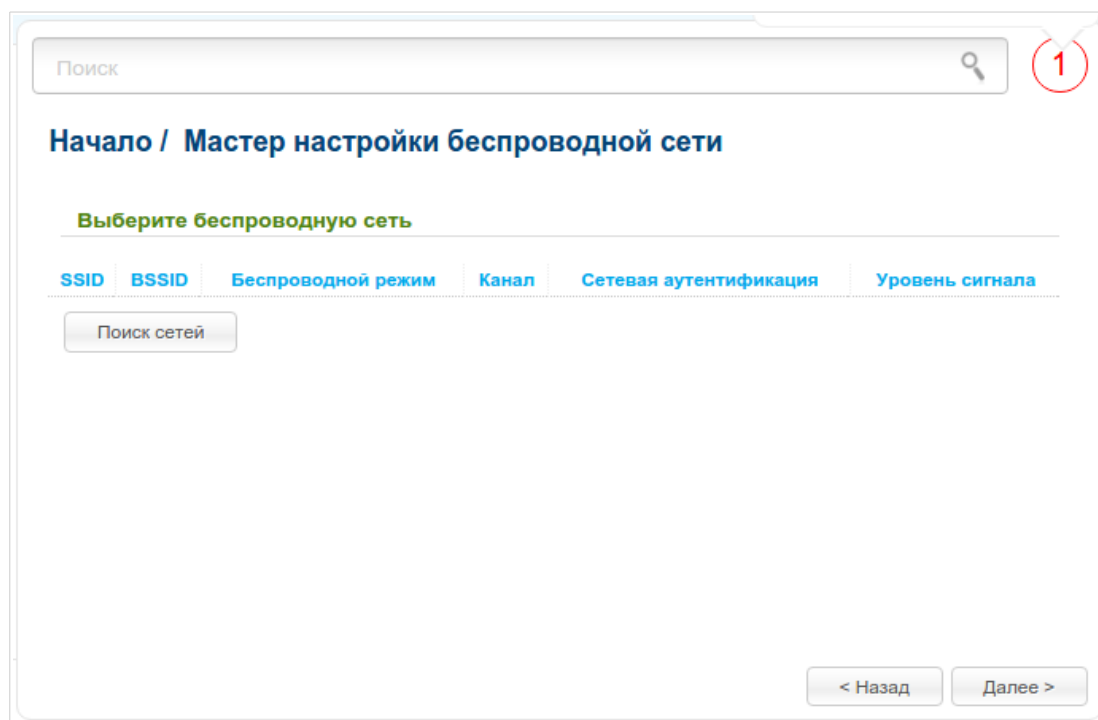 Поиск
1
Начало / Мастер настройки беспроводной сети
Выберите беспроводную сеть
SSID BSSID Беспроводной режим Канал Сетевая аутентификация Уровень сигнала
Поиск сетей
< Назад Далее >